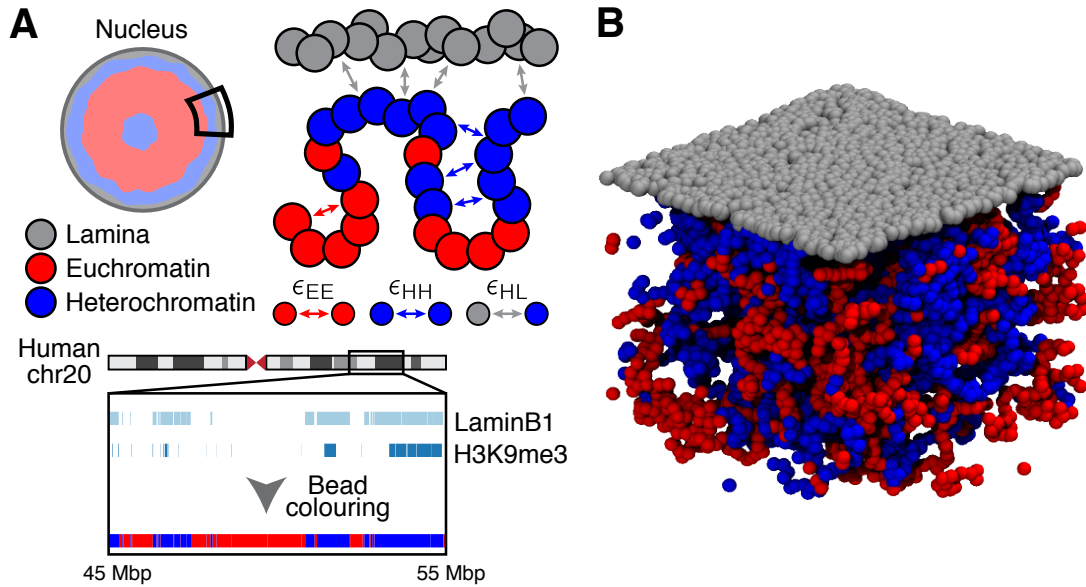 A
Nucleus
Lamina
Euchromatin
Heterochromatin
ϵEE
ϵHH
ϵHL
Human
chr20
LaminB1
H3K9me3
Bead
colouring
45 Mbp
55 Mbp
B